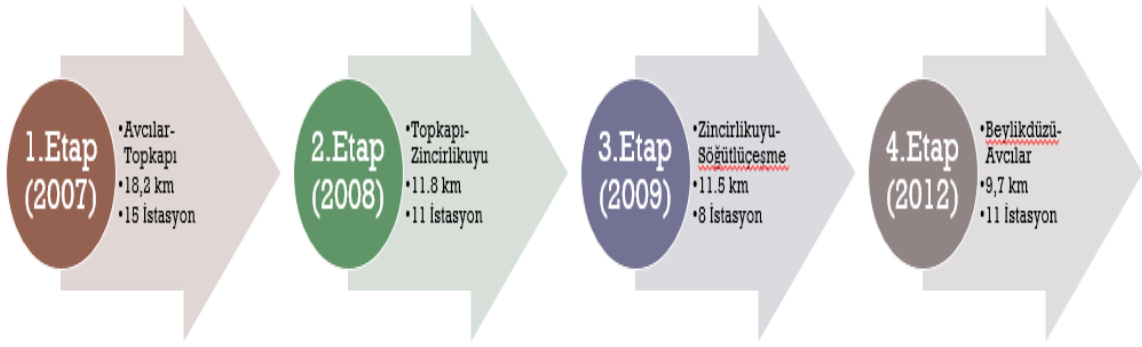 1.Etap
(2007)
•Avcılar-
Topkapı
•18,2 km
•15 İstasyon
2.Etap
(2008)
•Topkapı-
Zincirlikuyu
•11.8 km
•11 İstasyon
3.Etap
(2009)
•Zincirlikuyu-
Söğütlüçeşme
•11.5 km
•8 İstasyon
4.Etap
(2012)
•Beylikdüzü-
Avcılar
•9,7 km
•11 İstasyon